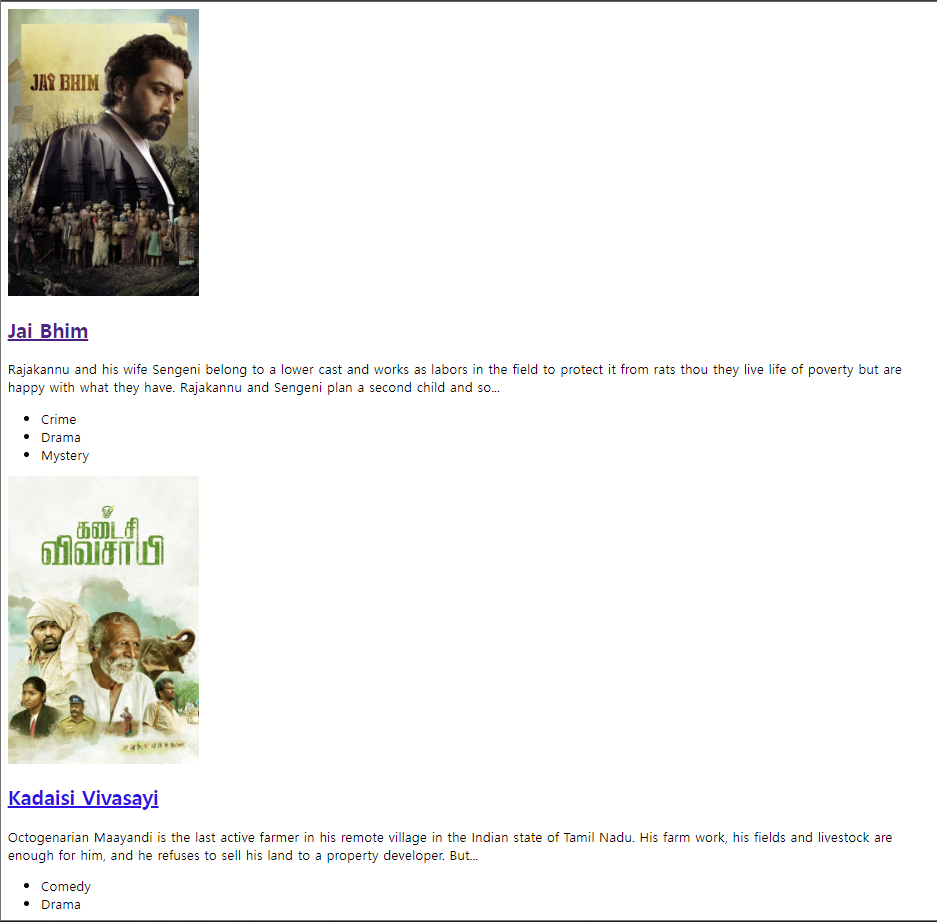 JAI BHIM
Jai Bhim
Rajakannu and his wife Sengeni belong to a lower cast and works as labors in the field to protect it from rats thou they live life of poverty but are
happy with what they have. Rajakannu and Sengeni plan a second child and so...
• Crime
• Drama
• Mystery
கடைசி
விவசாயி
Kadaisi Vivasayi
Octogenarian Maayandi is the last active farmer in his remote village in the Indian state of Tamil Nadu. His farm work, his fields and livestock are
enough for him, and he refuses to sell his land to a property developer. But...
• Comedy
• Drama